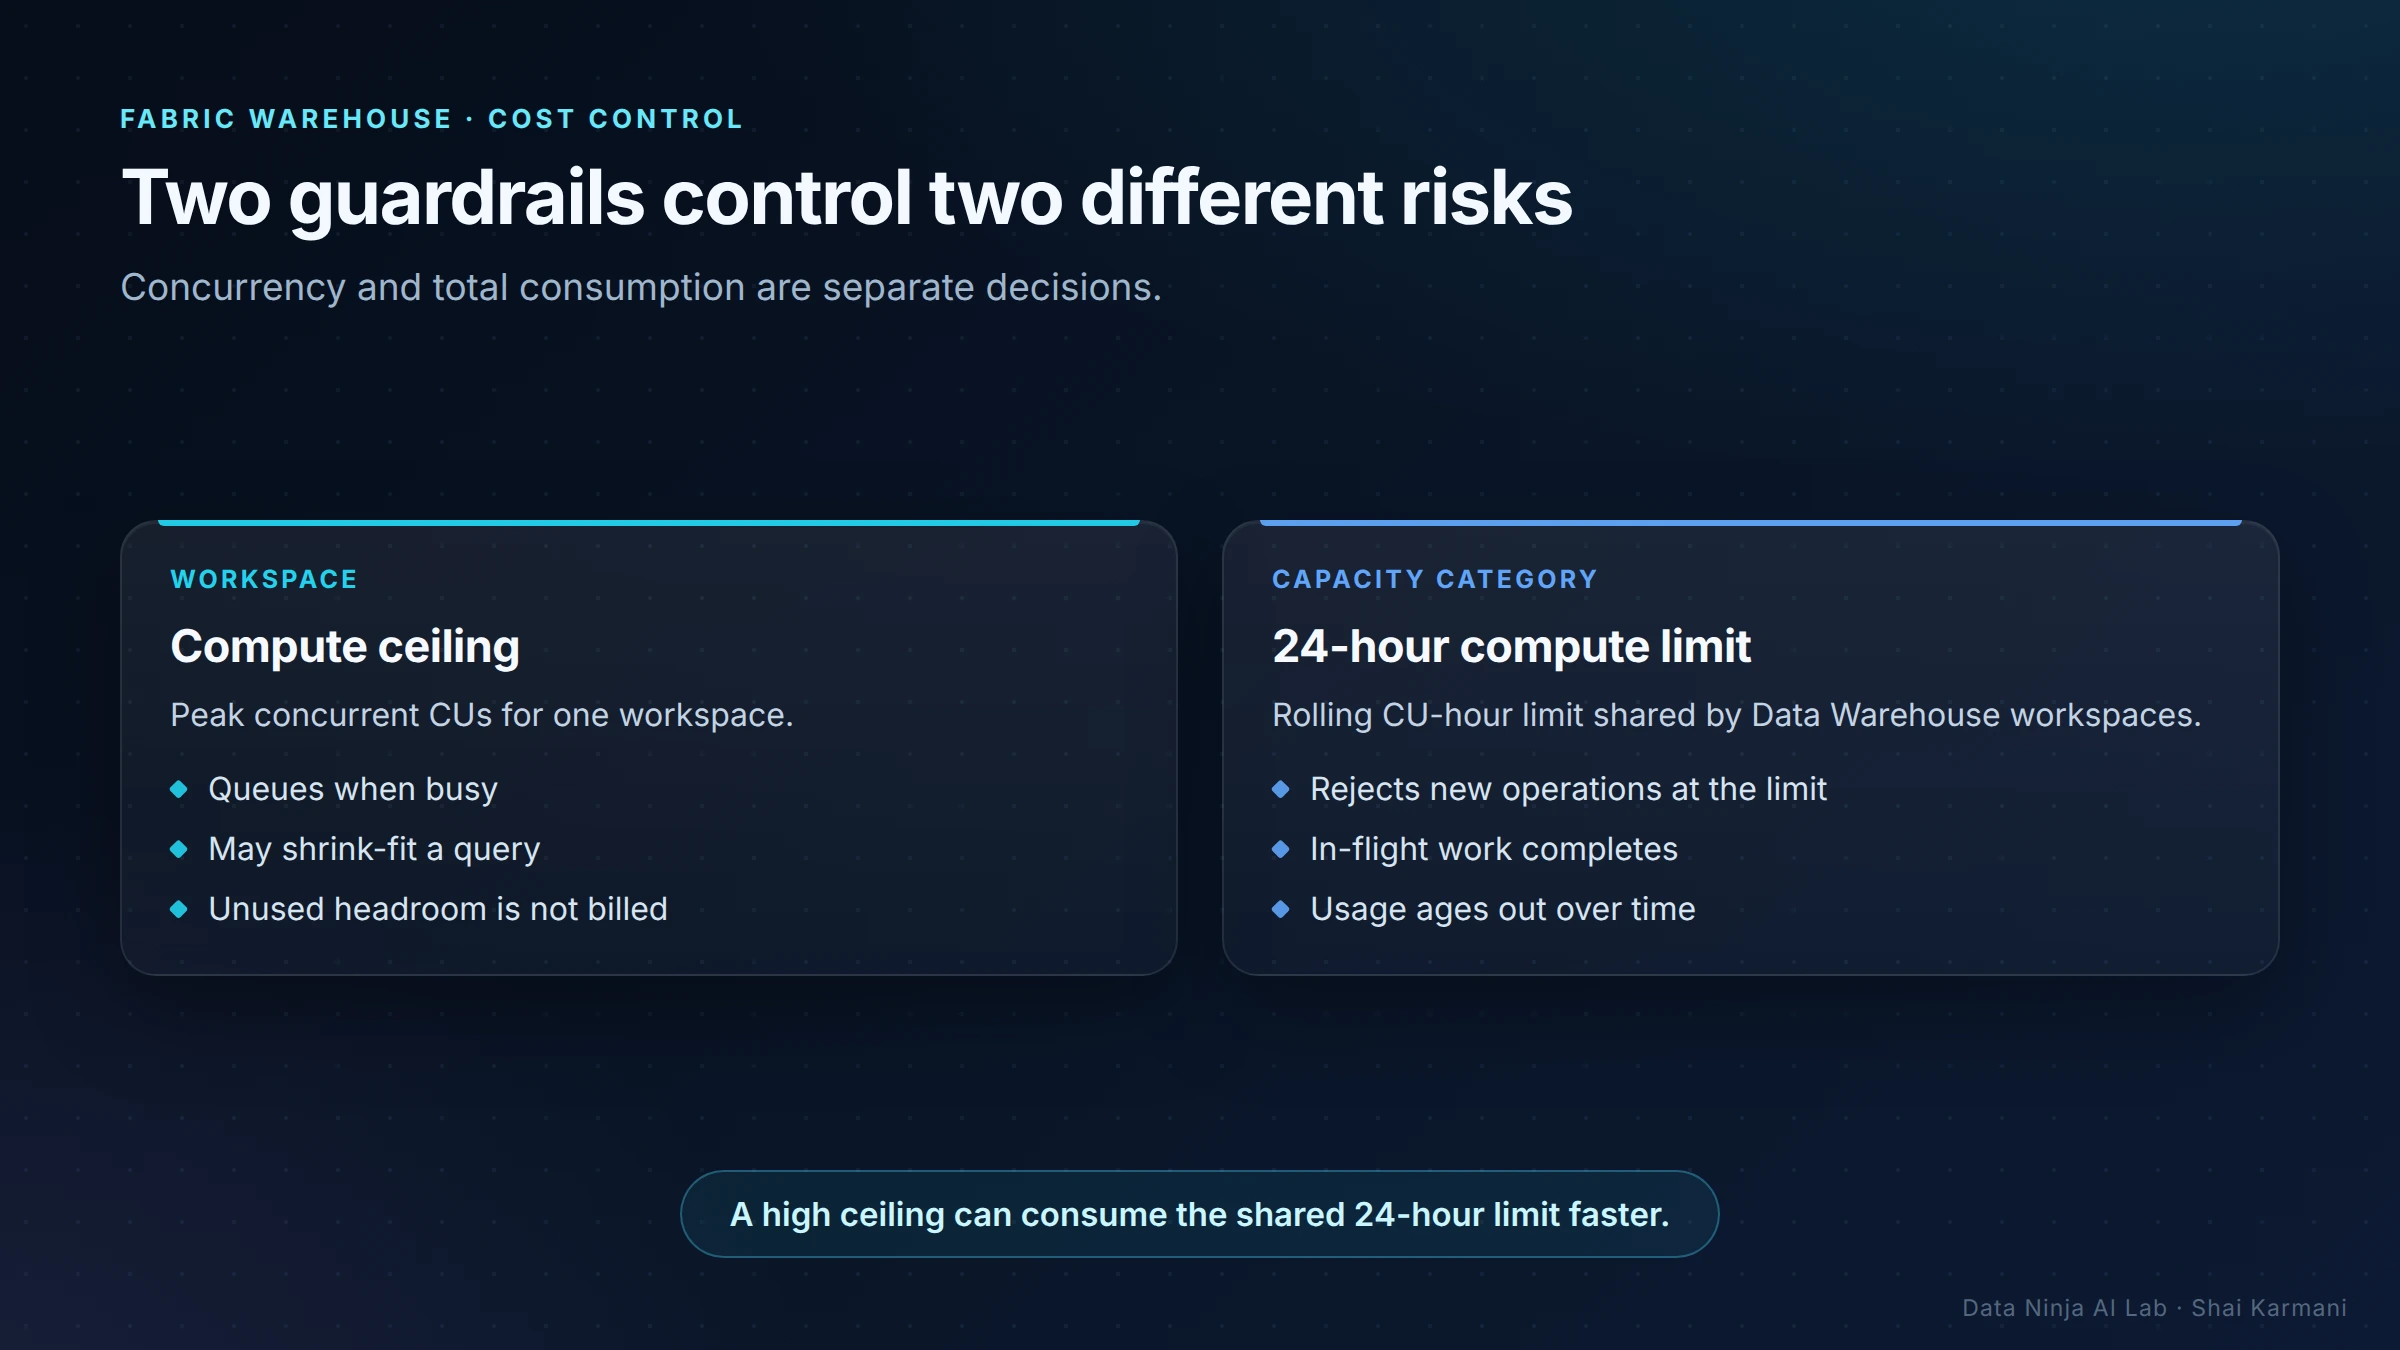 FABRIC WAREHOUSE · COST CONTROL
Two guardrails control two different risks
Concurrency and total consumption are separate decisions.
WORKSPACE
Compute ceiling
Peak concurrent CUs for one workspace.
Queues when busy
May shrink-fit a query
Unused headroom is not billed
CAPACITY CATEGORY
24-hour compute limit
Rolling CU-hour limit shared by Data Warehouse workspaces.
Rejects new operations at the limit
In-flight work completes
Usage ages out over time
A high ceiling can consume the shared 24-hour limit faster.
Data Ninja AI Lab · Shai Karmani